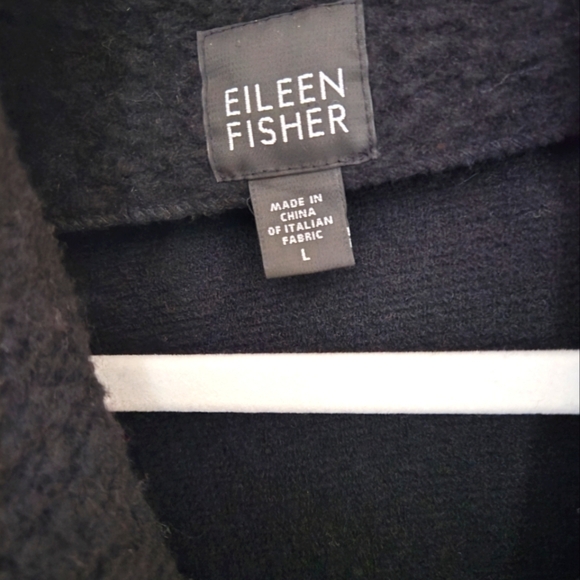 EILEEN
FISHER
MADE IN
CHINA
OF ITALIAN
FABRIC
L